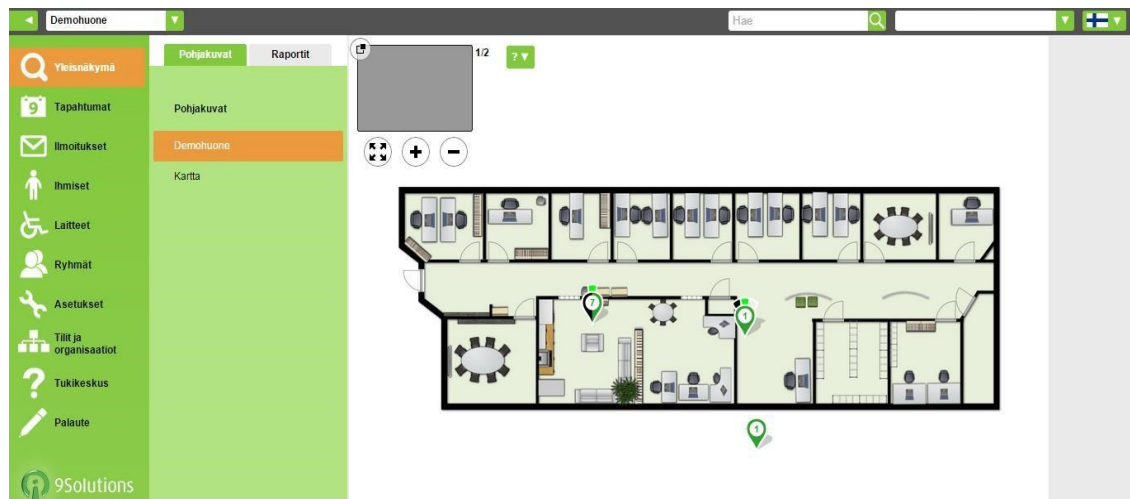 Demohuone
Hae
Pohjakuvat
Raportit
1/2
?
Yleisnäkymä
9
Tapahtumat
Ilmoitukset
Ihmiset
Laitteet
Ryhmät
Asetukset
Tilit ja
organisaatiot
Tukikeskus
Palaute
9Solutions
Pohjakuvat
Demohuone
Kartta
7
1
1